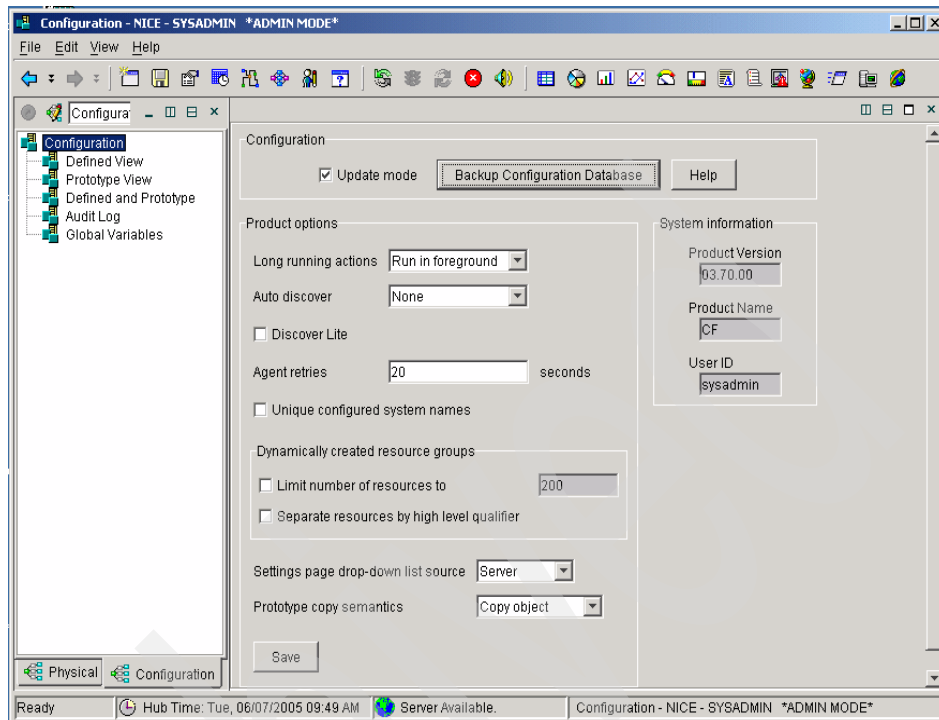 Configuration - NICE - SYSADMIN *ADMIN MODE*
File Edit View Help
Configurat
Configuration
Defined View
Prototype View
Defined and Prototype
Audit Log
Global Variables
Physical
Configuration
Configuration
Update mode
Backup Configuration Database
Help
Product options
Long running actions Run in foreground
Auto discover None
Discover Lite
Agent retries 20 seconds
Unique configured system names
Dynamically created resource groups
Limit number of resources to 200
Separate resources by high level qualifier
Settings page drop-down list source Server
Prototype copy semantics Copy object
Save
System information
Product Version
03.70.00
Product Name
CF
User ID
sysadmin
Ready
Hub Time: Tue, 06/07/2005 09:49 AM
Server Available.
Configuration - NICE - SYSADMIN *ADMIN MODE*